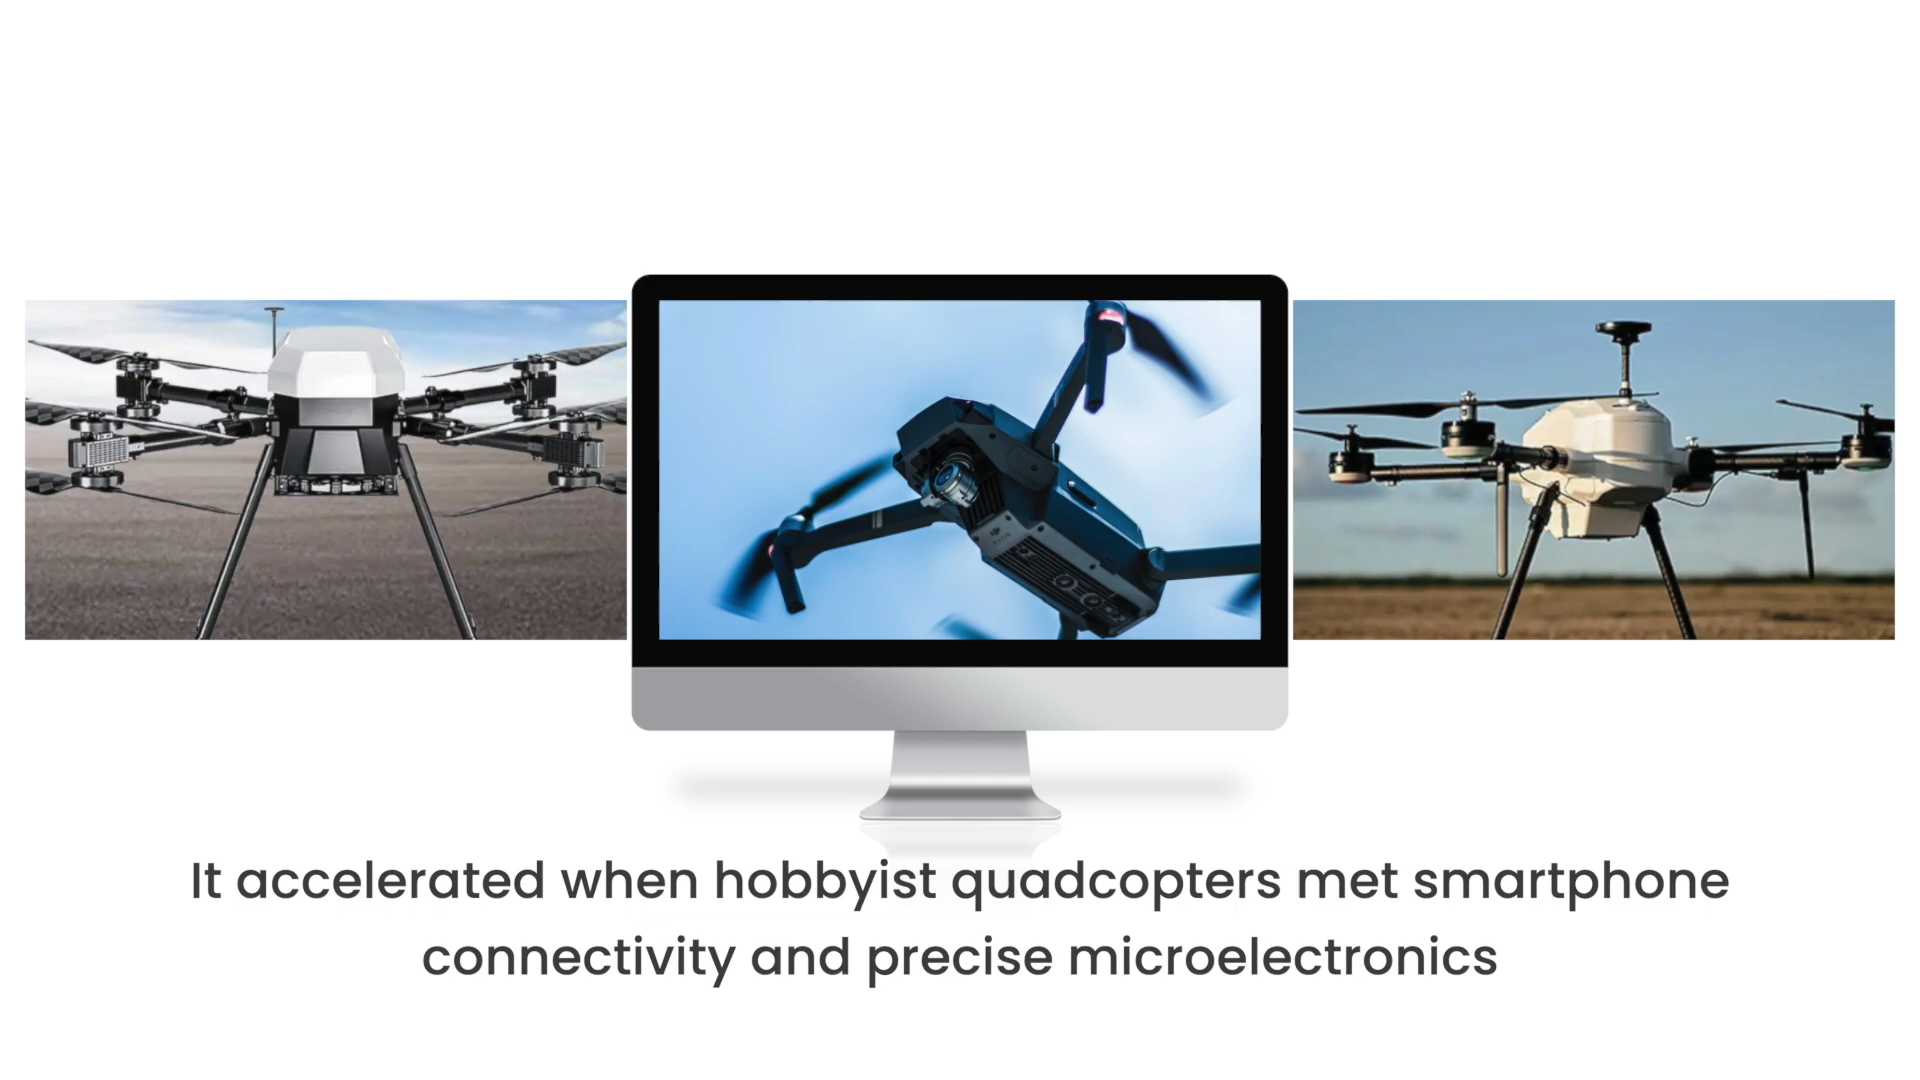 It accelerated when hobbyist quadcopters met smartphone
connectivity and precise microelectronics